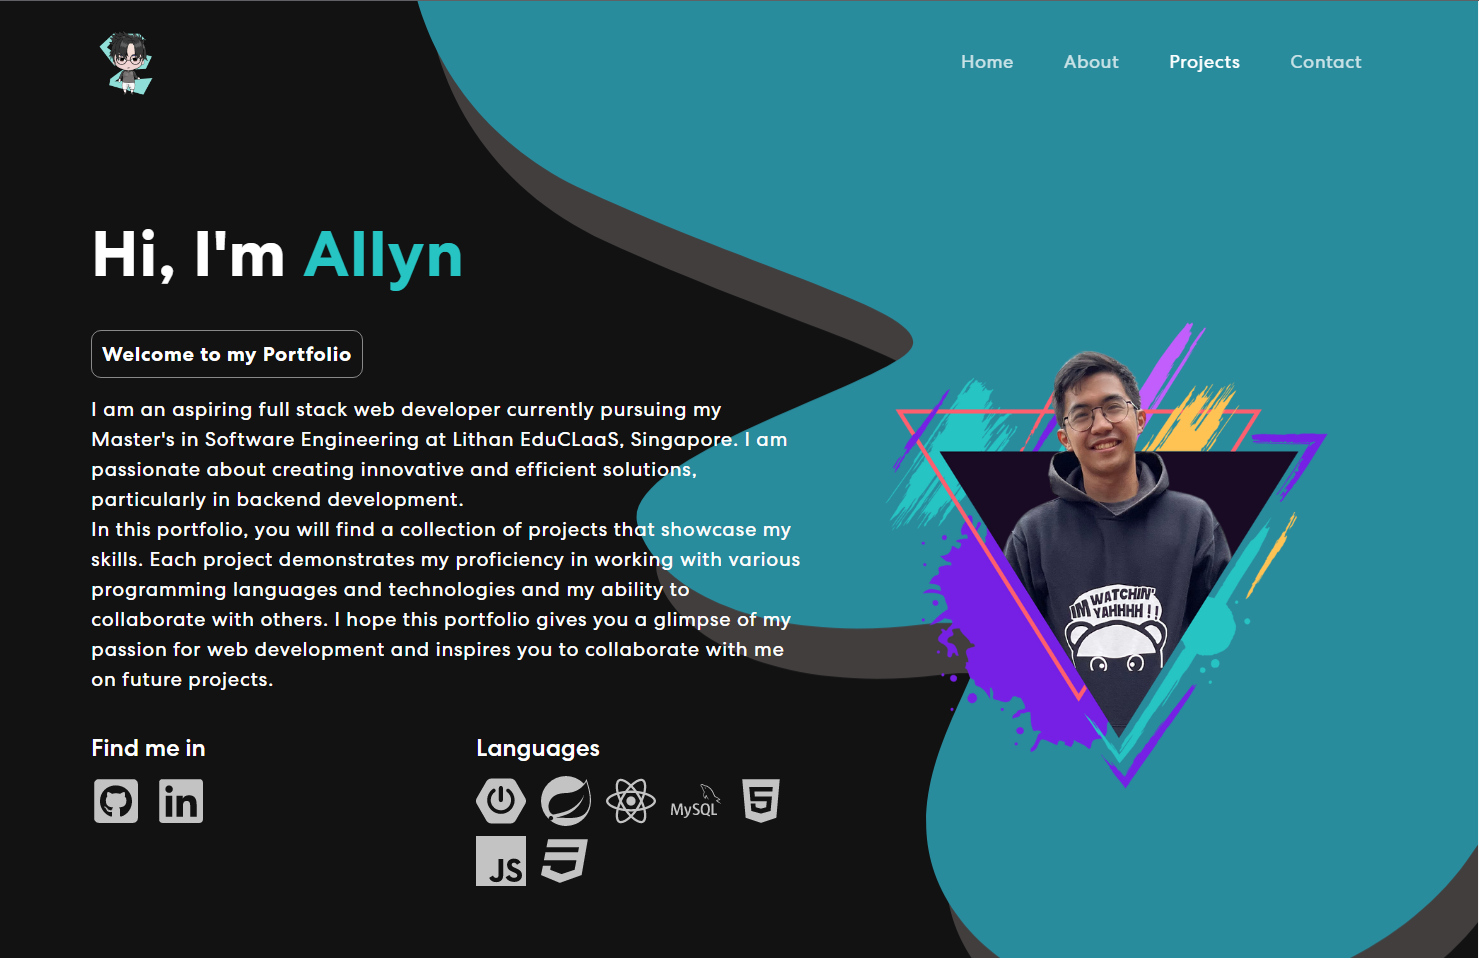 Home About Projects Contact
Hi, I'm Allyn
Welcome to my Portfolio
I am an aspiring full stack web developer currently pursuing my
Master's in Software Engineering at Lithan EduCLaaS, Singapore. I am
passionate about creating innovative and efficient solutions,
particularly in backend development.
In this portfolio, you will find a collection of projects that showcase my
skills. Each project demonstrates my proficiency in working with various
programming languages and technologies and my ability to
collaborate with others. I hope this portfolio gives you a glimpse of my
passion for web development and inspires you to collaborate with me
on future projects.
IM WATCHIN'
YAHHHH !!
Find me in
Languages
in
MySQL
5
JS
3